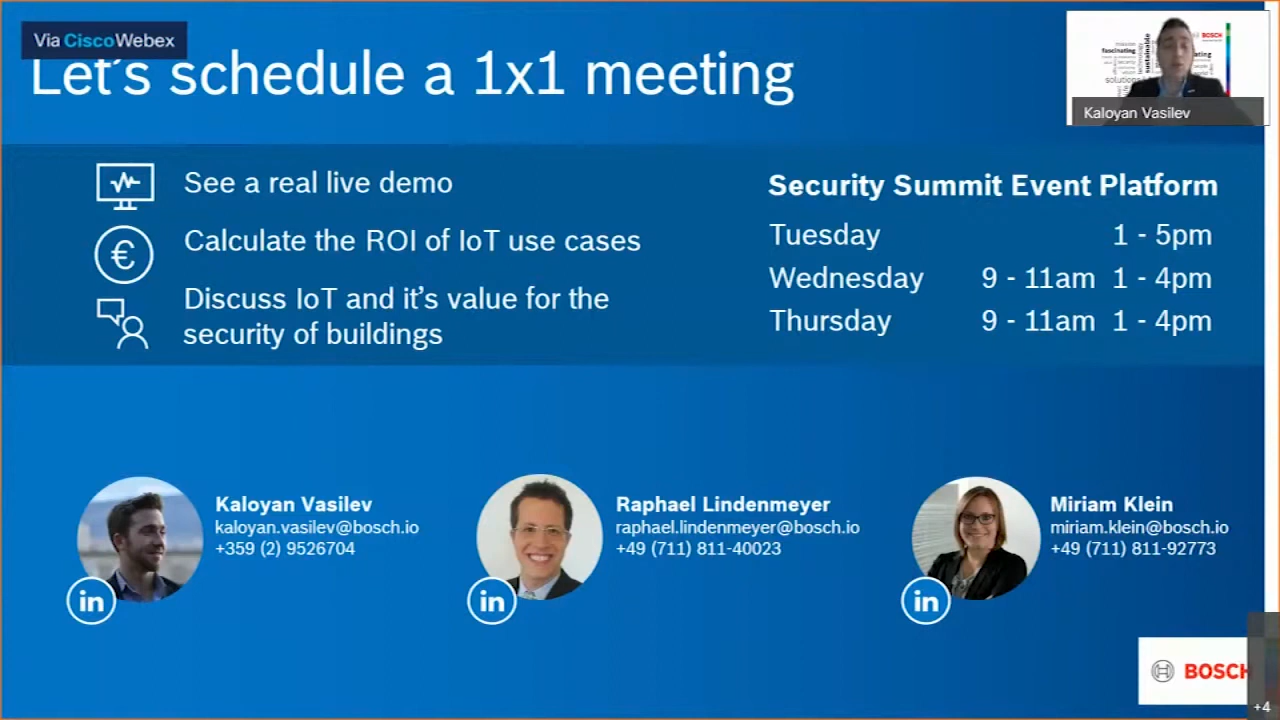 Via CiscoWebex
Let's schedule a 1x1 meeting
fascinating
sustainable
solutions
BOSCH
Kaloyan Vasilev
See a real live demo
Calculate the ROI of IoT use cases
Discuss IoT and it's value for the
security of buildings
Security Summit Event Platform
Tuesday 1 - 5pm
Wednesday 9 - 11am 1 - 4pm
Thursday 9 - 11am 1 - 4pm
Kaloyan Vasilev
kaloyan.vasilev@bosch.io
+359 (2) 9526704
in
Raphael Lindenmeyer
raphael.lindenmeyer@bosch.io
+49 (711) 811-40023
in
Miriam Klein
miriam.klein@bosch.io
+49 (711) 811-92773
in
BOSCH
+4